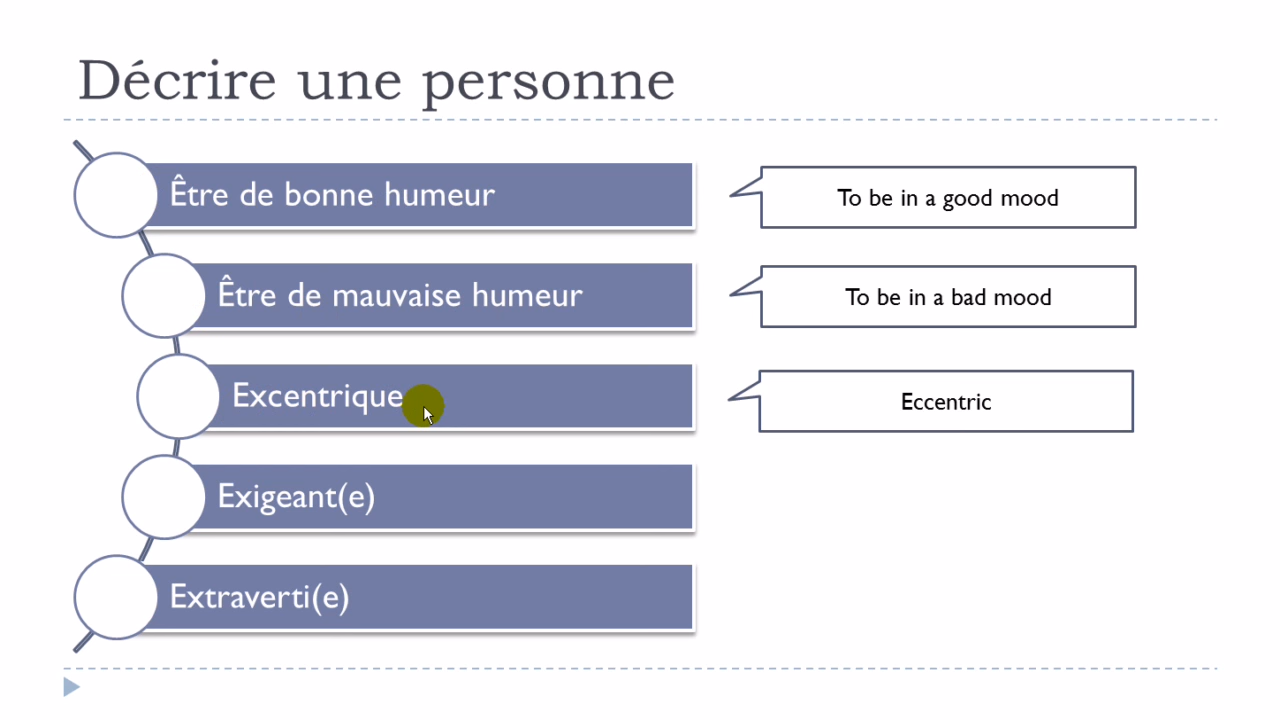 Décrire une personne
Être de bonne humeur
To be in a good mood
Être de mauvaise humeur
To be in a bad mood
Excentrique
Eccentric
Exigeant(e)
Extraverti(e)